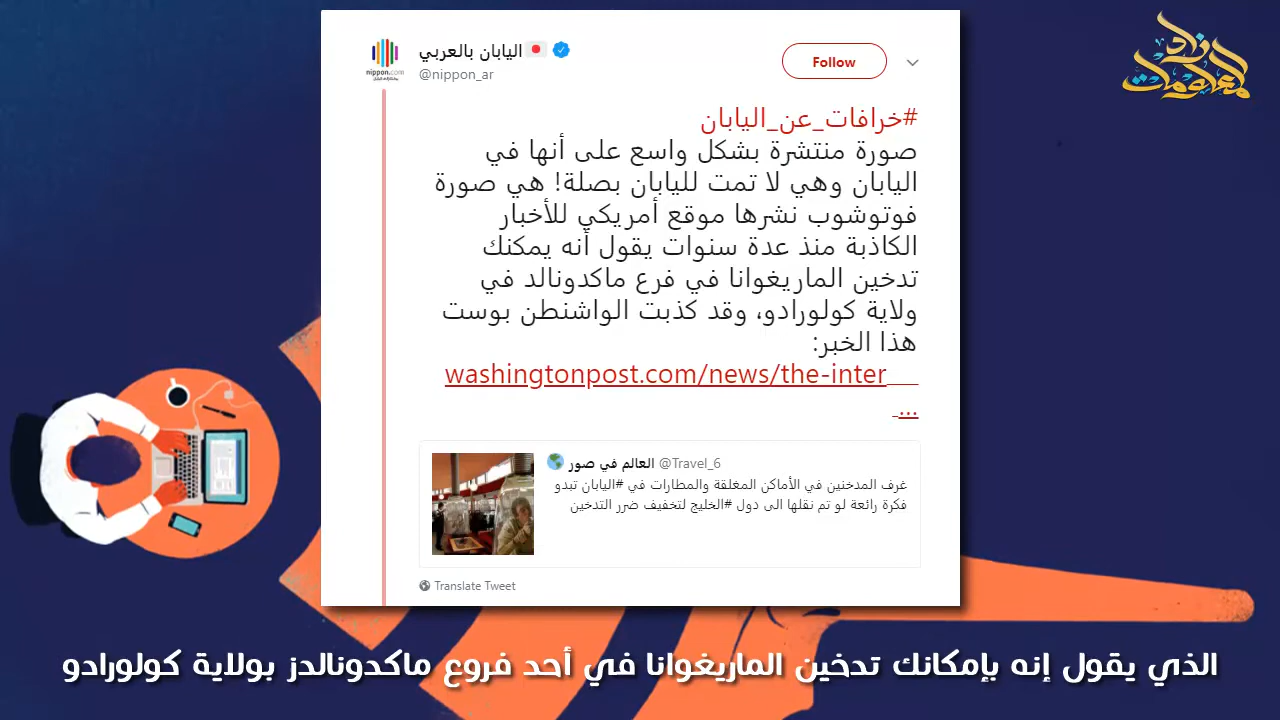 زاد
المعلومات
اليابان بالعربي
@nippon_ar
Follow
nippon.com
#خرافات_عن_اليابان
صورة منتشرة بشكل واسع على أنها في
اليابان وهي لا تمت لليابان بصلة! هي صورة
فوتوشوب نشرها موقع أمريكي للأخبار
الكاذبة منذ عدة سنوات يقول أنه يمكنك
تدخين الماريغوانا في فرع ماكدونالد في
ولاية كولورادو، وقد كذبت الواشنطن بوست
هذا الخبر:
washingtonpost.com/news/the-inter
...
العالم في صور @Travel_6
غرف المدخنين في الأماكن المغلقة والمطارات في #اليابان تبدو
فكرة رائعة لو تم نقلها الى دول #الخليج لتخفيف ضرر التدخين
Translate Tweet
الذي يقول إنه بإمكانك تدخين الماريغوانا في أحد فروع ماكدونالدز بولاية كولورادو